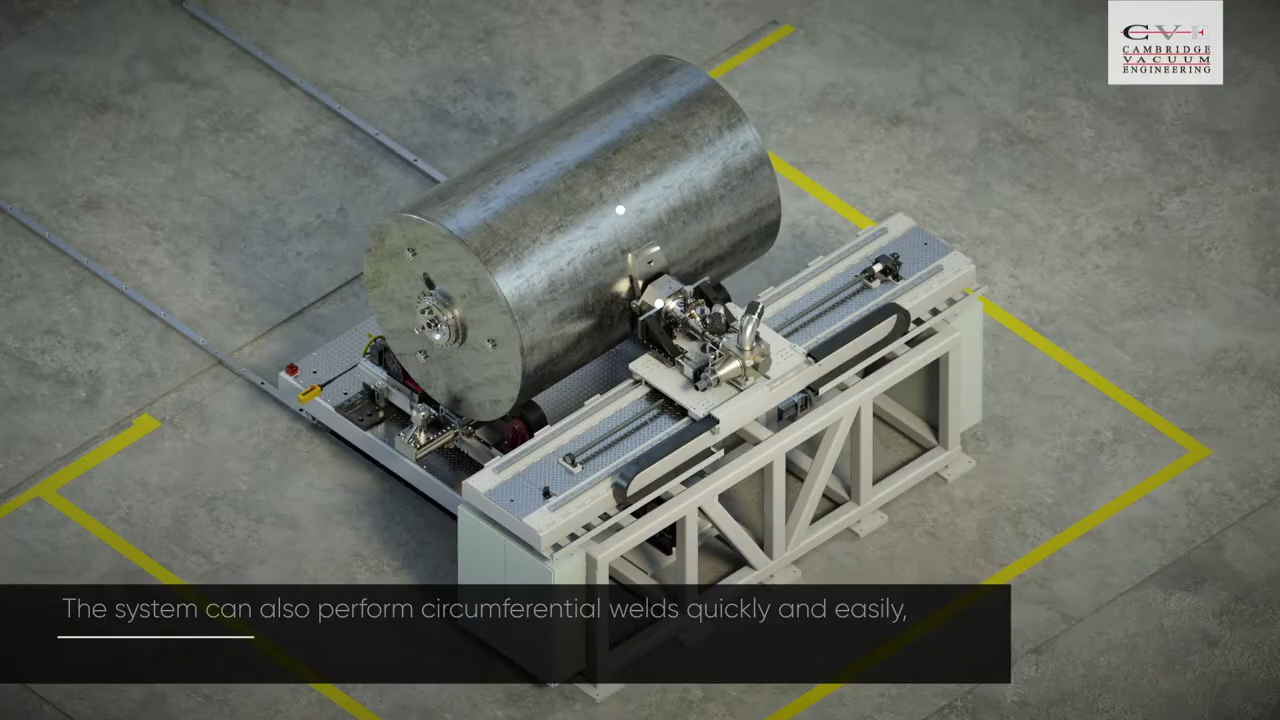 CVE
CAMBRIDGE
VACUUM
ENGINEERING
The system can also perform circumferential welds quickly and easily,